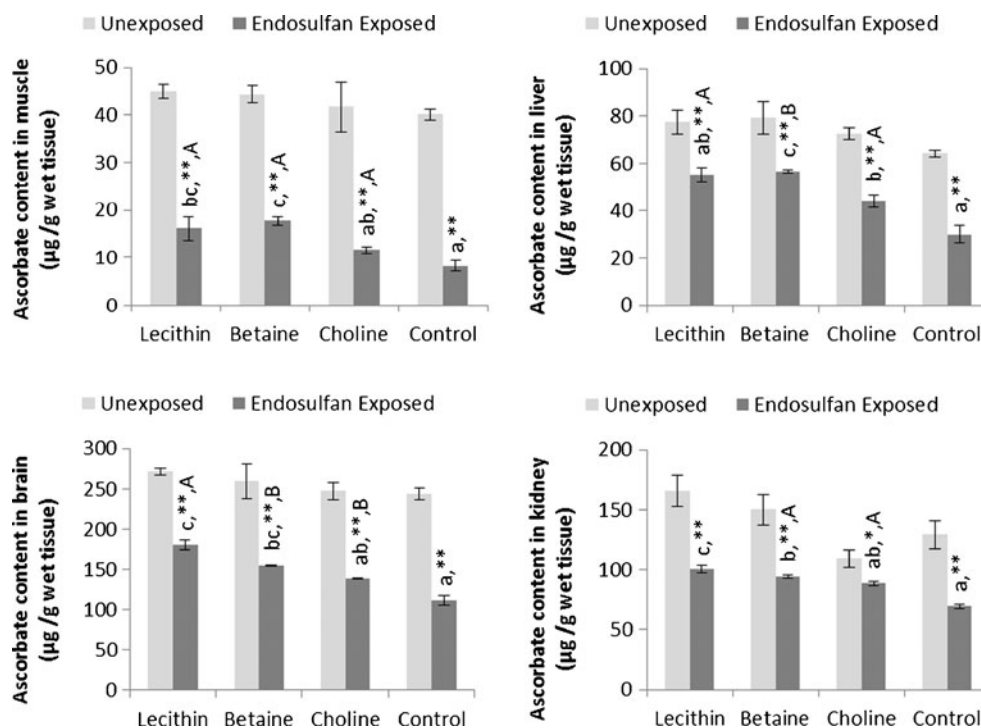 Unexposed Endosulfan Exposed
Ascorbate content in muscle
(µg /g wet tissue)
50
40
30
20
10
0
bc,**,A
c,**,A
ab,**,A
a,**
Lecithin Betaine Choline Control
Unexposed Endosulfan Exposed
Ascorbate content in liver
(µg /g wet tissue)
100
80
60
40
20
0
ab,**,A
c,**,B
b,**,A
a,**
Lecithin Betaine Choline Control
Unexposed Endosulfan Exposed
Ascorbate content in brain
(µg /g wet tissue)
300
250
200
150
100
50
0
c,**,A
bc,**,B
ab,**,B
a,**
Lecithin Betaine Choline Control
Unexposed Endosulfan Exposed
Ascorbate content in kidney
(µg /g wet tissue)
200
150
100
50
0
c,**
b,**,A
ab,*,A
a,**
Lecithin Betaine Choline Control